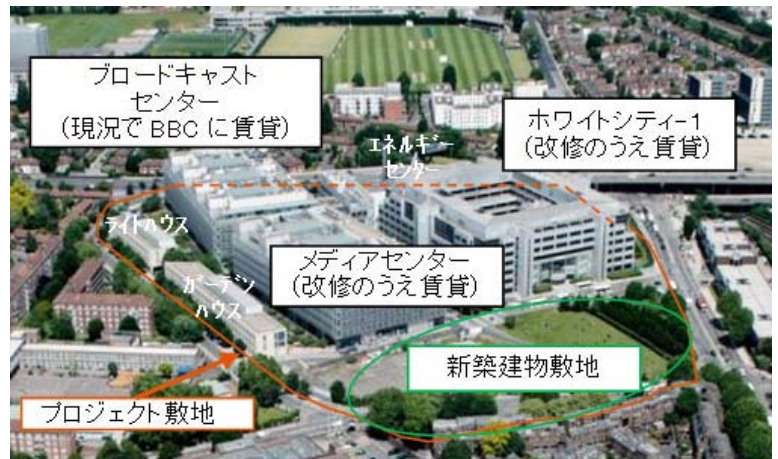 ブロードキャスト
センター
(現況で BBC に賃貸)
ホワイトシティ-1
(改修のうえ賃貸)
エネルギー
センター
ライトハウス
メディアセンター
(改修のうえ賃貸)
ガーデン
ハウス
新築建物敷地
プロジェクト敷地